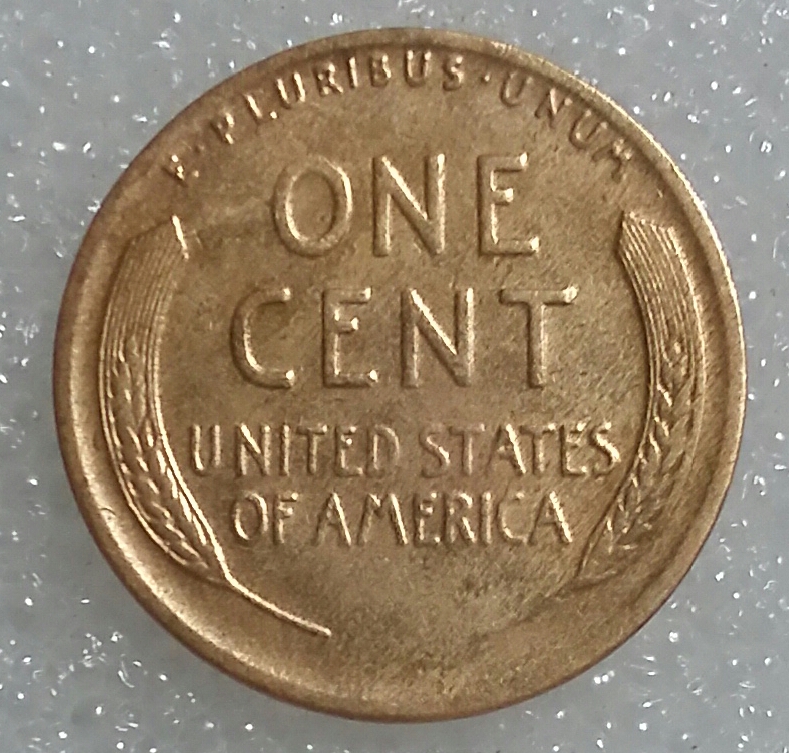 E·PLURIBUS·UNUM
ONE
CENT
UNITED STATES
OF AMERICA